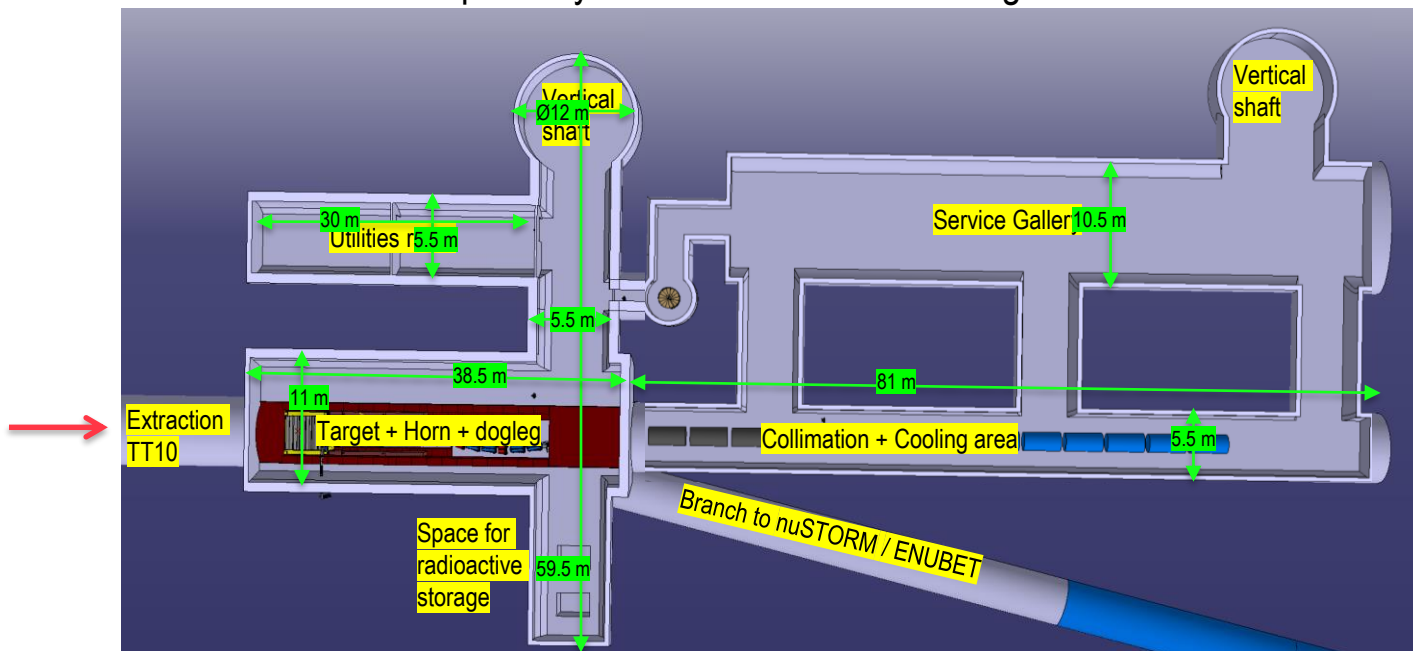 Vertical
Ø12 m
shaft
Vertical
shaft
30 m
Utilities
5.5 m
Service Gallery
10.5 m
5.5 m
38.5 m
81 m
11 m
Extraction
TT10
Target + Horn + dogleg
Collimation + Cooling area
5.5 m
Branch to nuSTORM / ENUBET
Space for
radioactive
storage
59.5 m